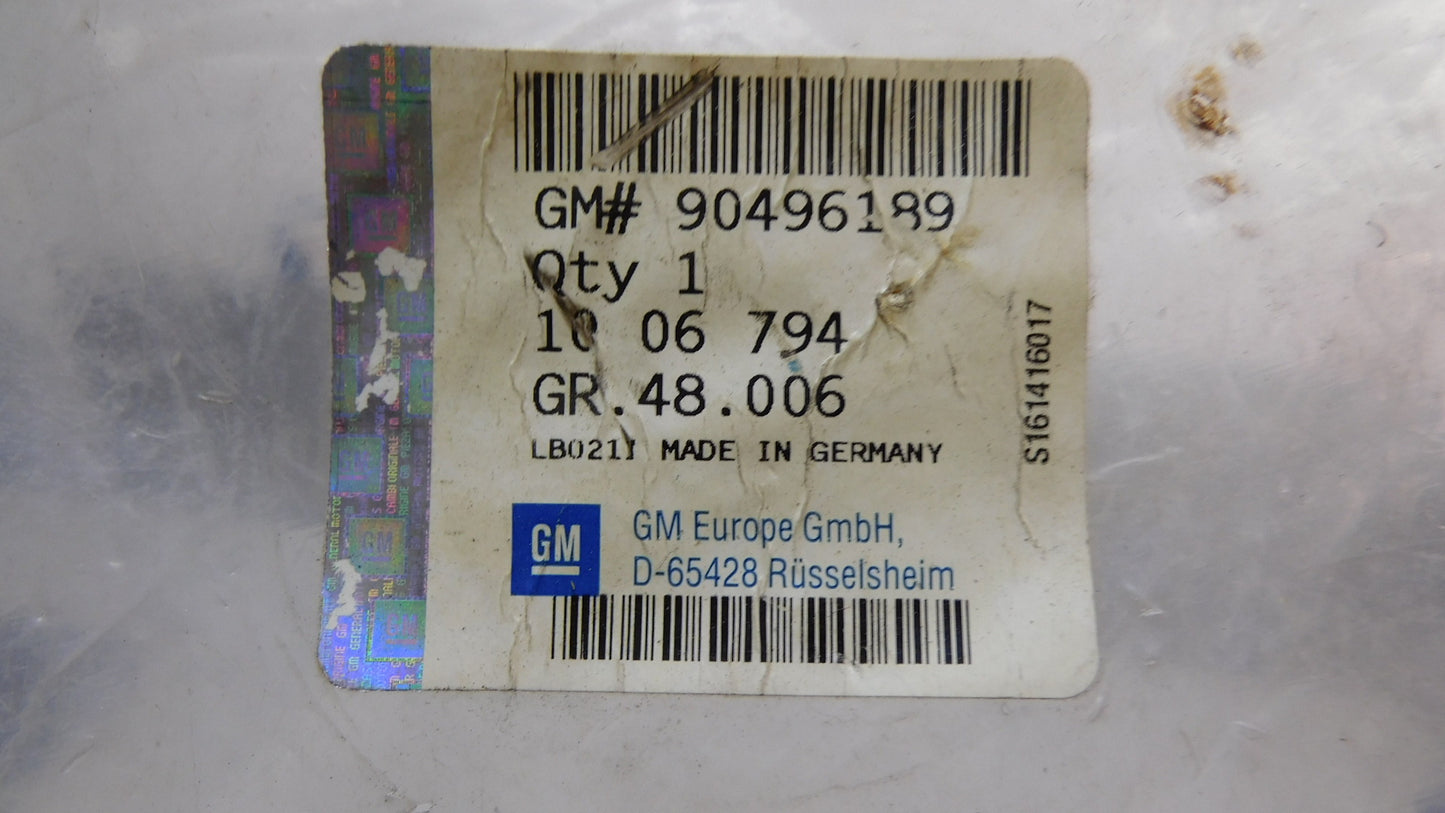 GM# 90496189
Qty 1
10 06 794
GR.48.006
MADE IN GERMANY
S161416017
GM
GM Europe GmbH,
D-65428 Rüsselsheim